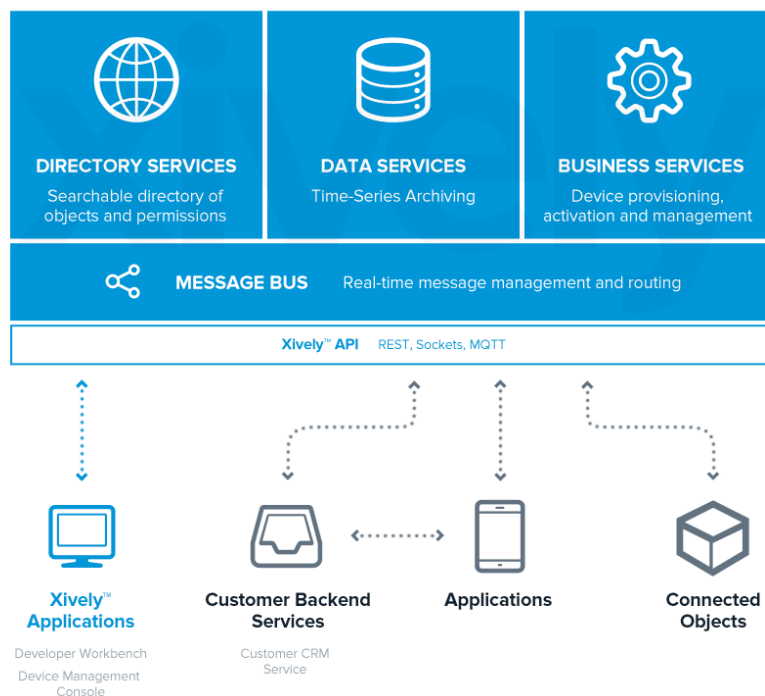 xively
DIRECTORY SERVICES
Searchable directory of
objects and permissions
DATA SERVICES
Time-Series Archiving
BUSINESS SERVICES
Device provisioning,
activation and management
MESSAGE BUS Real-time message management and routing
Xively™ API REST, Sockets, MQTT
Xively™
Applications
Developer Workbench
Device Management
Console
Customer Backend
Services
Customer CRM
Service
Applications
Connected
Objects